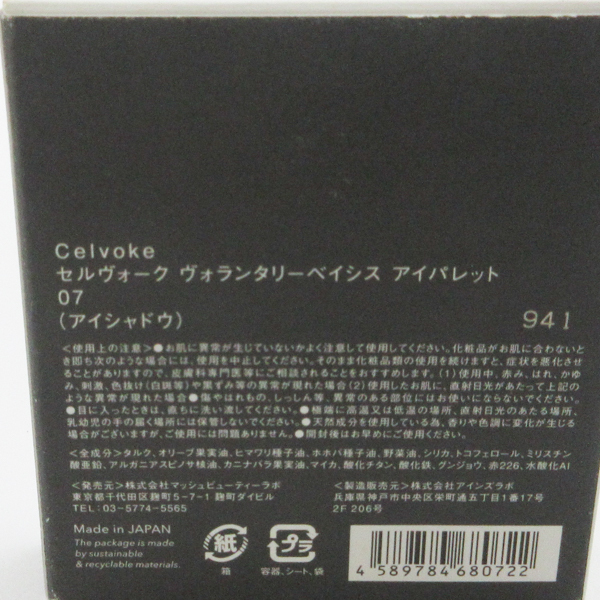 Celvoke
セルヴォーク ヴォランタリーベイシス アイパレット
07
（アイシャドウ）
941
〈使用上の注意〉●お肌に異常が生じていないかよく注意して使用してください。化粧品がお肌に合わないと
き即ち次のような場合には、使用を中止してください。そのまま化粧品類の使用を続けますと、症状を悪化させ
ることがありますので、皮膚科専門医等にご相談されることをおすすめします。(1)使用中、赤み、はれ、かゆ
み、刺激、色抜け(白斑等)や黒ずみ等の異常が現れた場合(2)使用したお肌に、直射日光があたって上記の
ような異常が現れた場合●傷やはれもの、しっしん等、異常のある部位にはお使いにならないでください。
●目に入ったときは、直ちに洗い流してください。●極端に高温又は低温の場所、直射日光のあたる場所、
乳幼児の手の届く場所には保管しないでください。●天然成分を使用している為、香りや色調に変化が生じる
場合がございますが、ご使用には問題ありません。●開封後はお早めにご使用ください。
〈全成分〉タルク、オリーブ果実油、ヒマワリ種子油、ホホバ種子油、野菜油、シリカ、トコフェロール、ミリスチン
酸亜鉛、アルガニアスピノサ核油、カニナバラ果実油、マイカ、酸化チタン、酸化鉄、グンジョウ、赤226、水酸化Al
〈発売元〉株式会社マッシュビューティーラボ
東京都千代田区麹町5-7-1 麹町ダイビル
TEL: 03-5774-5565
〈製造販売元〉株式会社アインズラボ
兵庫県神戸市中央区栄町通五丁目1番17号
2F 206号
Made in JAPAN
The package is made
by sustainable
& recyclable materials.
紙
箱
プラ
容器、シート、袋
4 589784 680722